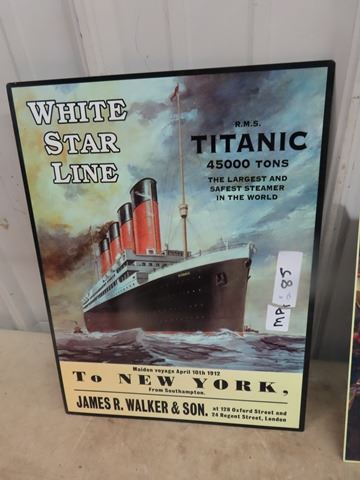 WHITE
STAR
LINE
R.M.S.
TITANIC
45000 TONS
THE LARGEST AND
SAFEST STEAMER
IN THE WORLD
85
Maiden voyage April 10th 1912
To NEW YORK,
From Southampton.
JAMES R. WALKER & SON.
at 128 Oxford Street and
24 Regent Street, London